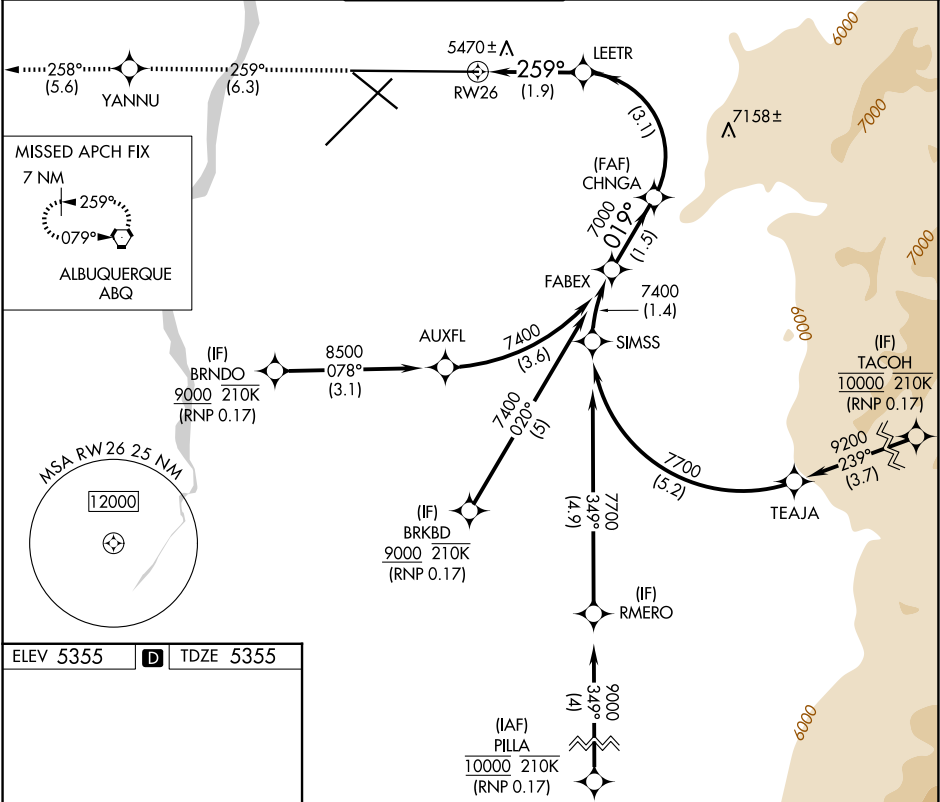 6000
5470±
LEETR
258°
(5.6)
YANNU
259°
(6.3)
259°
(1.9)
RW26
(3.1)
7158±
7000
MISSED APCH FIX
7 NM
259°
079°
ALBUQUERQUE
ABQ
(FAF)
CHNGA
7000
019°
(1.5)
7000
FABEX
7400
(1.4)
6000
SIMSS
AUXFL
7400
(3.6)
(IF)
BRNDO
9000 210K
(RNP 0.17)
8500
078°
(3.1)
(IF)
TACOH
10000 210K
(RNP 0.17)
7400
020°
(5)
9200
239°
(3.7)
7700
(5.2)
TEAJA
MSA RW 26 25 NM
12000
(IF)
BRKBD
9000 210K
(RNP 0.17)
7700
349°
(4.9)
(IF)
RMERO
ELEV 5355 D TDZE 5355
9000
349°
(4)
6000
(IAF)
PILLA
10000 210K
(RNP 0.17)